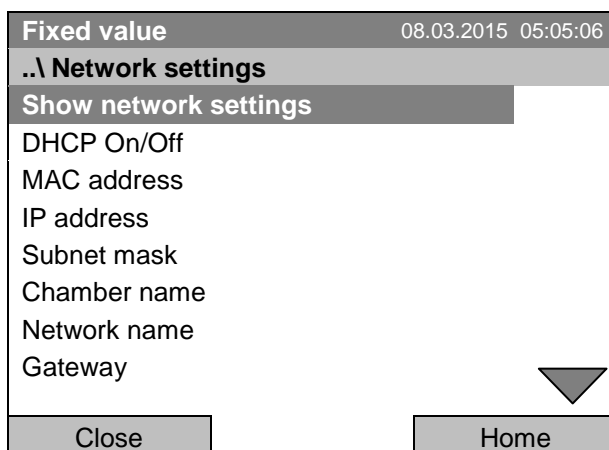 Fixed value 08.03.2015 05:05:06
..\ Network settings
Show network settings
DHCP On/Off
MAC address
IP address
Subnet mask
Chamber name
Network name
Gateway
Close Home